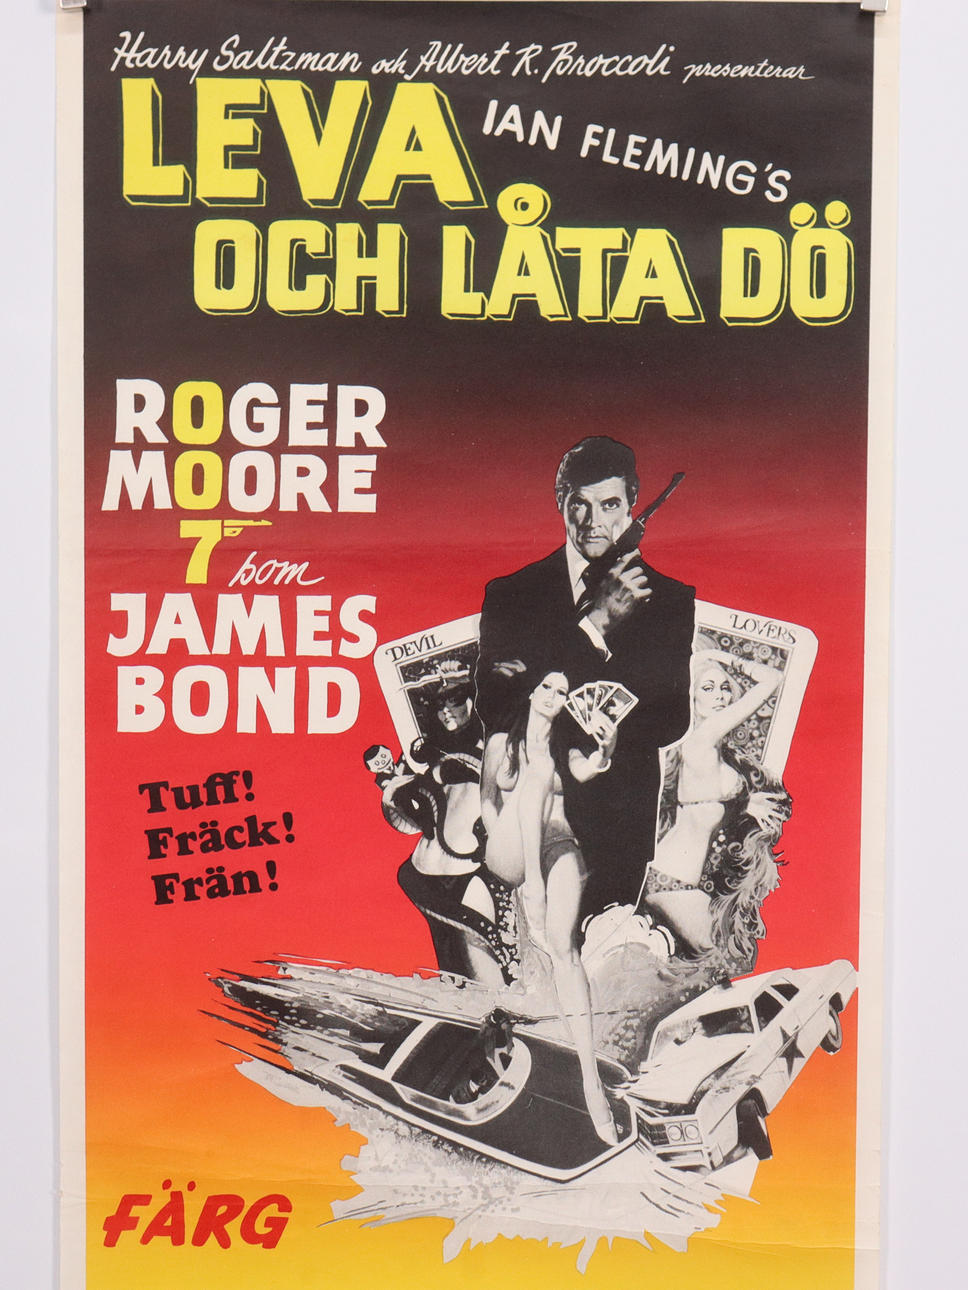 Harry Saltzman och Albert R. Broccoli presenterar
LEVA
IAN FLEMING'S
OCH LÅTA DÖ
ROGER
MOORE
7 som
JAMES
BOND
DEVIL
LOVERS
Tuff!
Fräck!
Frän!
FÄRG